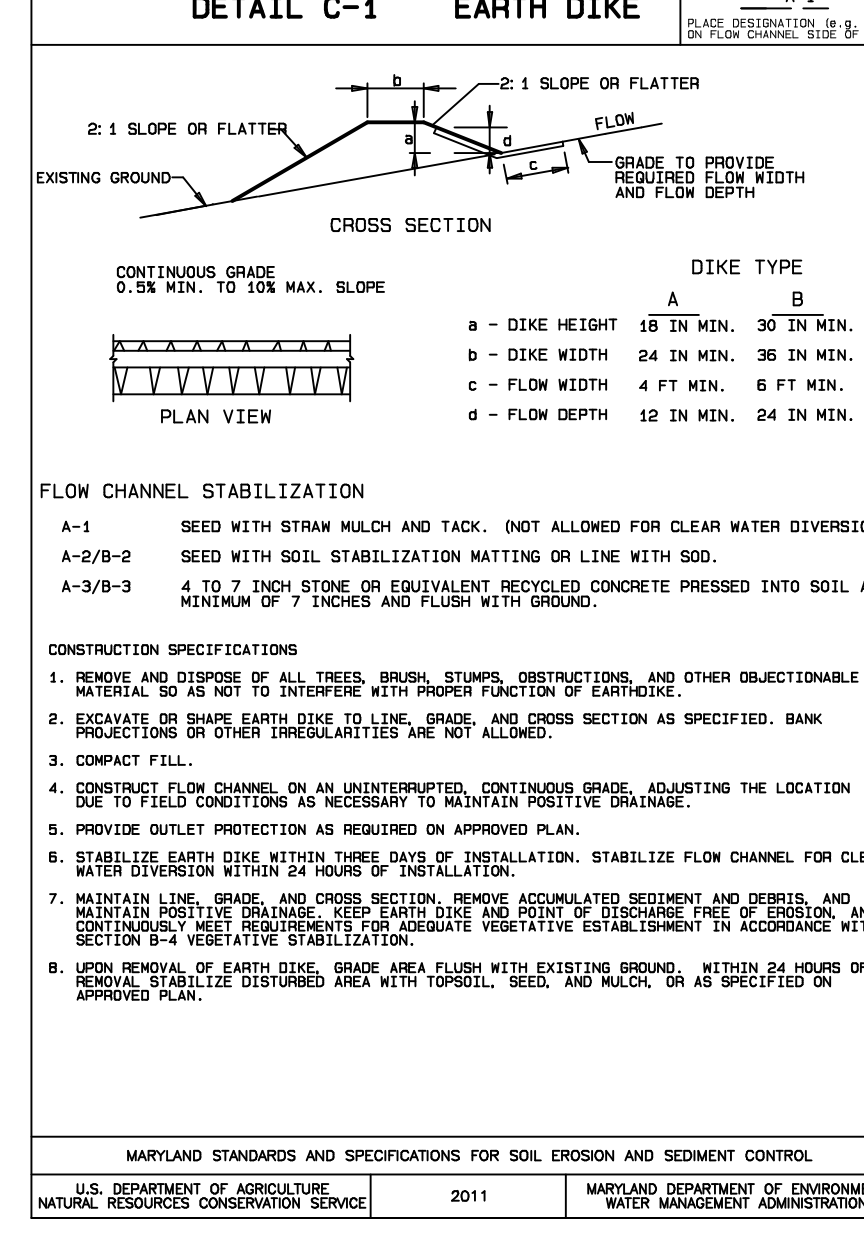 DETAIL C-1 EARTH DIKE
PLACE DESIGNATION (e.g.
ON FLOW CHANNEL SIDE OF
b
2:1 SLOPE OR FLATTER
2:1 SLOPE OR FLATTER
FLOW
a
d
c
EXISTING GROUND
GRADE TO PROVIDE
REQUIRED FLOW WIDTH
AND FLOW DEPTH
CROSS SECTION
CONTINUOUS GRADE
0.5% MIN. TO 10% MAX. SLOPE
PLAN VIEW
DIKE TYPE
A B
a - DIKE HEIGHT 18 IN MIN. 30 IN MIN.
b - DIKE WIDTH 24 IN MIN. 36 IN MIN.
c - FLOW WIDTH 4 FT MIN. 6 FT MIN.
d - FLOW DEPTH 12 IN MIN. 24 IN MIN.
FLOW CHANNEL STABILIZATION
A-1 SEED WITH STRAW MULCH AND TACK. (NOT ALLOWED FOR CLEAR WATER
A-2/B-2 SEED WITH SOIL STABILIZATION MATTING OR LINE WITH SOD.
A-3/B-3 4 TO 7 INCH STONE OR EQUIVALENT RECYCLED CONCRETE PRESSED INTO SOIL
MINIMUM OF 7 INCHES AND FLUSH WITH GROUND.
CONSTRUCTION SPECIFICATIONS
1. REMOVE AND DISPOSE OF ALL TREES, BRUSH, STUMPS, OBSTRUCTIONS, AND OTHER OBJECTIONABLE
MATERIAL SO AS NOT TO INTERFERE WITH PROPER FUNCTION OF EARTHDIKE.
2. EXCAVATE OR SHAPE EARTH DIKE TO LINE, GRADE, AND CROSS SECTION AS SPECIFIED. BANK
PROJECTIONS OR OTHER IRREGULARITIES ARE NOT ALLOWED.
3. COMPACT FILL.
4. CONSTRUCT FLOW CHANNEL ON AN UNINTERRUPTED, CONTINUOUS GRADE, ADJUSTING THE LOCATION
DUE TO FIELD CONDITIONS AS NECESSARY TO MAINTAIN POSITIVE DRAINAGE.
5. PROVIDE OUTLET PROTECTION AS REQUIRED ON APPROVED PLAN.
6. STABILIZE EARTH DIKE WITHIN THREE DAYS OF INSTALLATION. STABILIZE FLOW CHANNEL FOR
WATER DIVERSION WITHIN 24 HOURS OF INSTALLATION.
7. MAINTAIN LINE, GRADE, AND CROSS SECTION. REMOVE ACCUMULATED SEDIMENT AND DEBRIS, AND
MAINTAIN POSITIVE DRAINAGE. KEEP EARTH DIKE AND POINT OF DISCHARGE FREE OF EROSION,
CONTINUOUSLY MEET REQUIREMENTS FOR ADEQUATE VEGETATIVE ESTABLISHMENT IN ACCORDANCE
SECTION B-4 VEGETATIVE STABILIZATION.
8. UPON REMOVAL OF EARTH DIKE, GRADE AREA FLUSH WITH EXISTING GROUND. WITHIN 24 HOURS OF
REMOVAL STABILIZE DISTURBED AREA WITH TOPSOIL, SEED, AND MULCH, OR AS SPECIFIED ON
APPROVED PLAN.
MARYLAND STANDARDS AND SPECIFICATIONS FOR SOIL EROSION AND SEDIMENT CONTROL
U.S. DEPARTMENT OF AGRICULTURE
NATURAL RESOURCES CONSERVATION SERVICE
2011
MARYLAND DEPARTMENT OF
WATER MANAGEMENT ADMINISTRATION